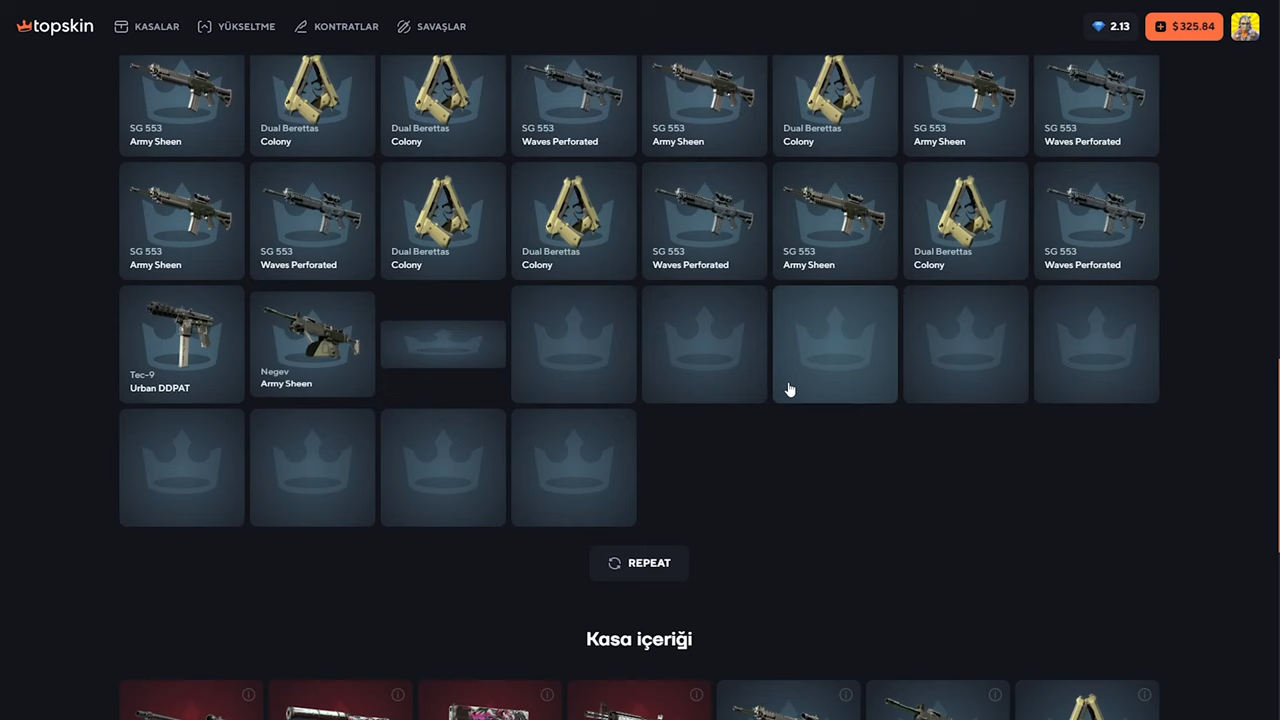 topskin KASALAR YÜKSELTME KONTRATLAR SAVAŞLAR 2.13 $ 325.84
SG 553 Dual Berettas Dual Berettas SG 553 SG 553 Dual Berettas SG 553 SG 553
Army Sheen Colony Colony Waves Perforated Army Sheen Colony Army Sheen Waves Perforated
SG 553 SG 553 Dual Berettas Dual Berettas SG 553 SG 553 Dual Berettas SG 553
Army Sheen Waves Perforated Colony Colony Waves Perforated Army Sheen Colony Waves Perforated
Tec-9 Negev
Urban DDPAT Army Sheen
REPEAT
Kasa içeriği